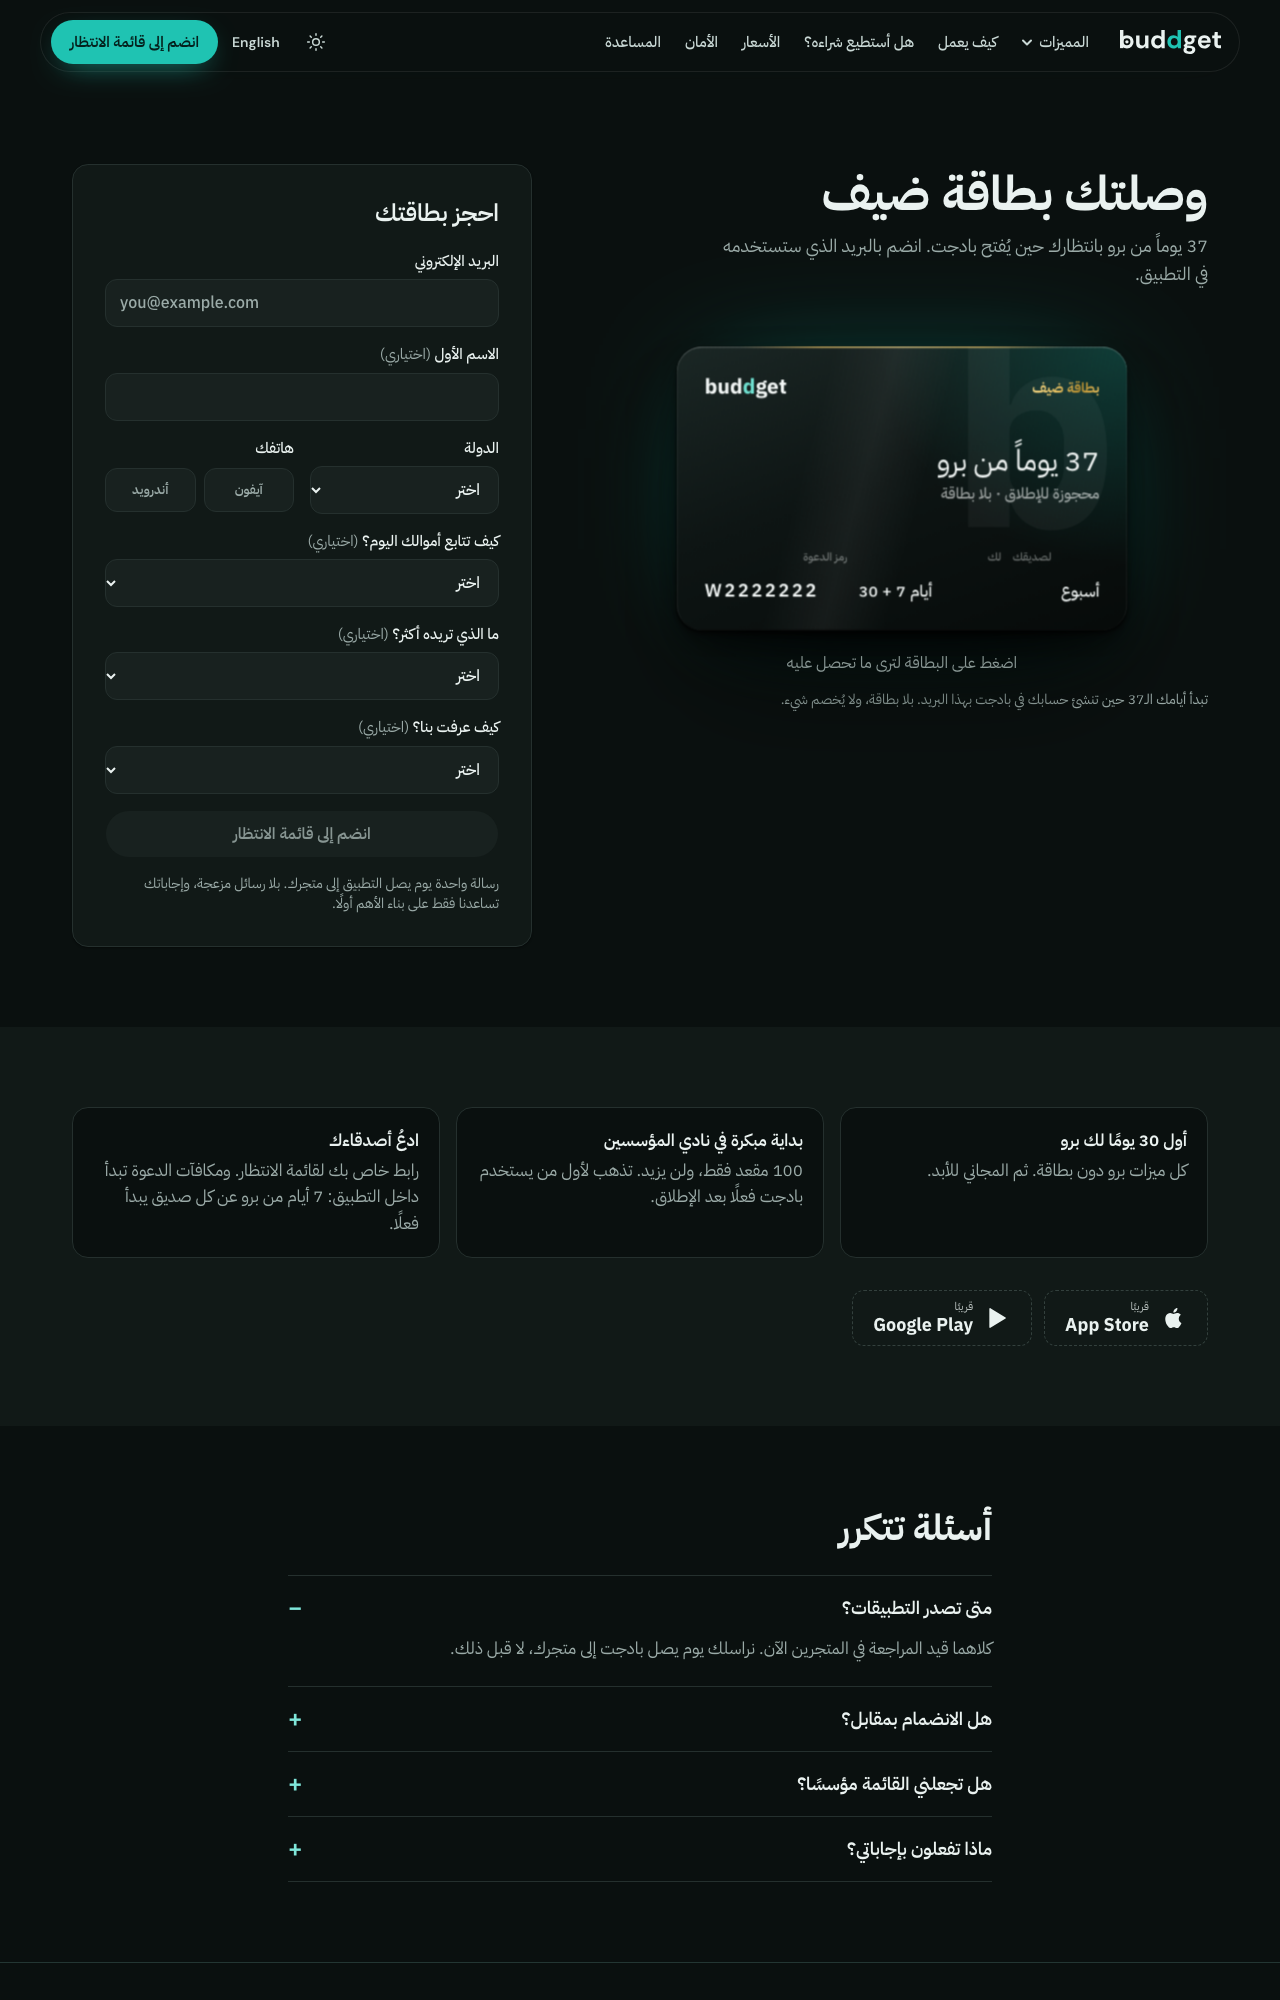 buddget
المميزات
كيف يعمل
هل أستطيع شراءه؟
الأسعار
الأمان
المساعدة
English
انضم إلى قائمة الانتظار
وصلتك بطاقة ضيف
37 يوماً من برو بانتظارك حين يُفتح بادجت. انضم بالبريد الذي ستستخدمه
في التطبيق.
بطاقة ضيف
buddget
b
37 يوماً من برو
محجوزة للإطلاق · بلا بطاقة
لصديقك
لك
رمز الدعوة
أسبوع
30 + 7 أيام
W2222222
اضغط على البطاقة لترى ما تحصل عليه
تبدأ أيامك الـ37 حين تنشئ حسابك في بادجت بهذا البريد. بلا بطاقة، ولا يُخصم شيء.
احجز بطاقتك
البريد الإلكتروني
you@example.com
الاسم الأول (اختياري)
الدولة
هاتفك
اختر
آيفون
أندرويد
كيف تتابع أموالك اليوم؟ (اختياري)
اختر
ما الذي تريده أكثر؟ (اختياري)
اختر
كيف عرفت بنا؟ (اختياري)
اختر
انضم إلى قائمة الانتظار
رسالة واحدة يوم يصل التطبيق إلى متجرك. بلا رسائل مزعجة، وإجاباتك
تساعدنا فقط على بناء الأهم أولًا.
أول 30 يومًا لك برو
كل ميزات برو دون بطاقة. ثم المجاني للأبد.
بداية مبكرة في نادي المؤسسين
100 مقعد فقط، ولن يزيد. تذهب لأول من يستخدم
بادجت فعلًا بعد الإطلاق.
ادعُ أصدقاءك
رابط خاص بك لقائمة الانتظار. ومكافآت الدعوة تبدأ
داخل التطبيق: 7 أيام من برو عن كل صديق يبدأ
فعلًا.
قريبًا
App Store
قريبًا
Google Play
أسئلة تتكرر
متى تصدر التطبيقات؟
−
كلاهما قيد المراجعة في المتجرين الآن. نراسلك يوم يصل بادجت إلى متجرك، لا قبل ذلك.
هل الانضمام بمقابل؟
+
هل تجعلني القائمة مؤسسًا؟
+
ماذا تفعلون بإجاباتي؟
+